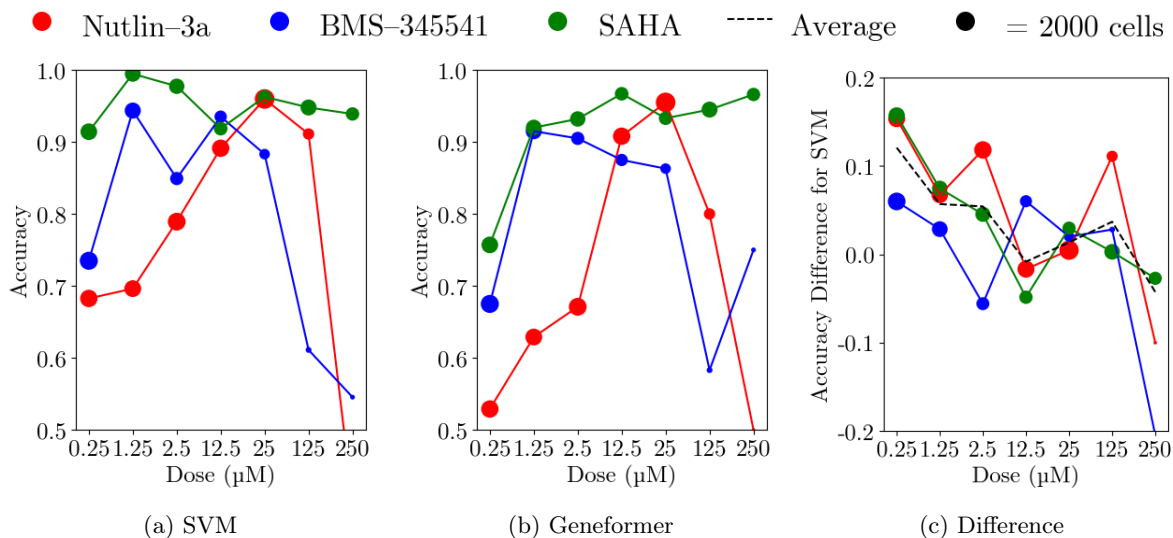 Nutlin–3a BMS–345541 SAHA Average = 2000 cells
Accuracy
1.0
0.9
0.8
0.7
0.6
0.5
0.25 1.25 2.5 12.5 25 125 250
Dose (µM)
(a) SVM
Accuracy
1.0
0.9
0.8
0.7
0.6
0.5
0.25 1.25 2.5 12.5 25 125 250
Dose (µM)
(b) Geneformer
Accuracy Difference for SVM
0.2
0.1
0.0
-0.1
-0.2
0.25 1.25 2.5 12.5 25 125 250
Dose (µM)
(c) Difference